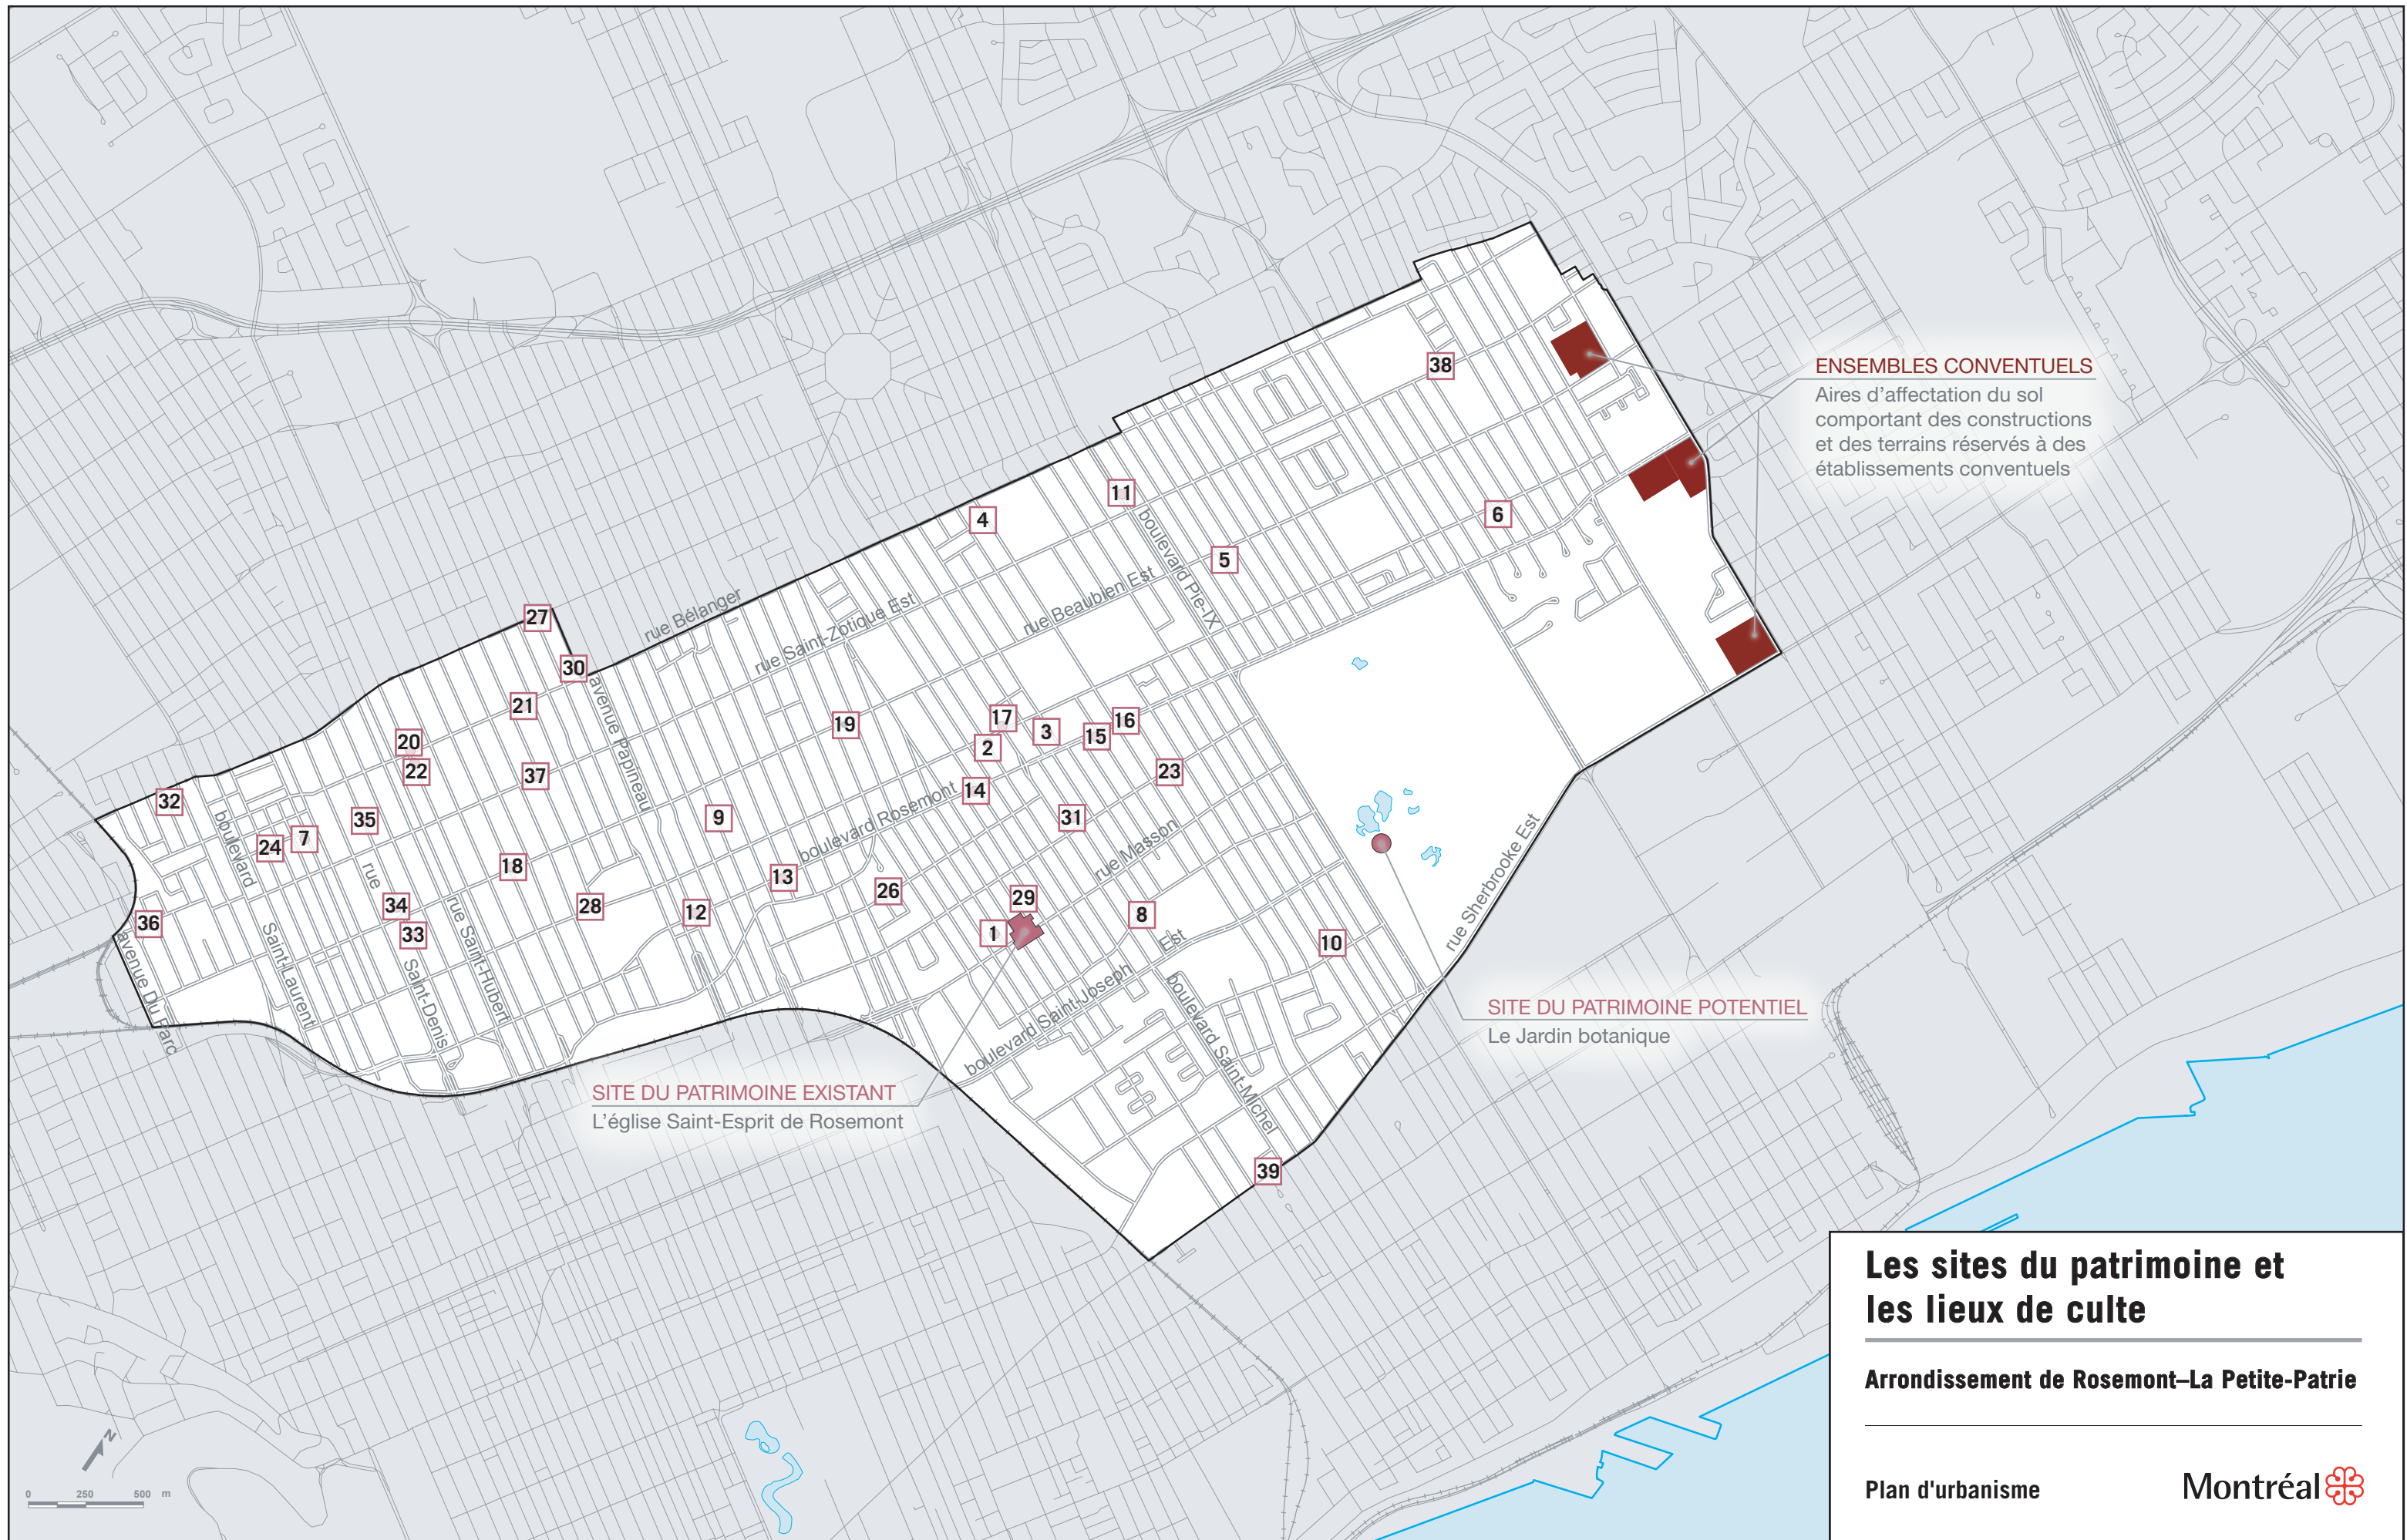 38
ENSEMBLES CONVENTUELS
Aires d'affectation du sol
comportant des constructions
et des terrains réservés à des
établissements conventuels
11
4
6
boulevard Pie-IX
5
rue Beaubien Est
rue Bélanger
rue Saint-Zotique Est
27
30
avenue Papineau
21
17
16
19
3
15
20
2
22
37
23
14
32
boulevard
Saint-Laurent
9
31
35
boulevard Rosemont
7
24
rue Masson
18
rue
Saint-Denis
13
26
29
34
28
12
8
36
33
rue Saint-Hubert
1
10
rue Sherbrooke Est
Est
avenue Du Parc
boulevard Saint-Joseph
boulevard Saint-Michel
SITE DU PATRIMOINE POTENTIEL
Le Jardin botanique
SITE DU PATRIMOINE EXISTANT
L'église Saint-Esprit de Rosemont
39
Les sites du patrimoine et
les lieux de culte
Arrondissement de Rosemont–La Petite-Patrie
Plan d'urbanisme
Montréal
N
0 250 500 m